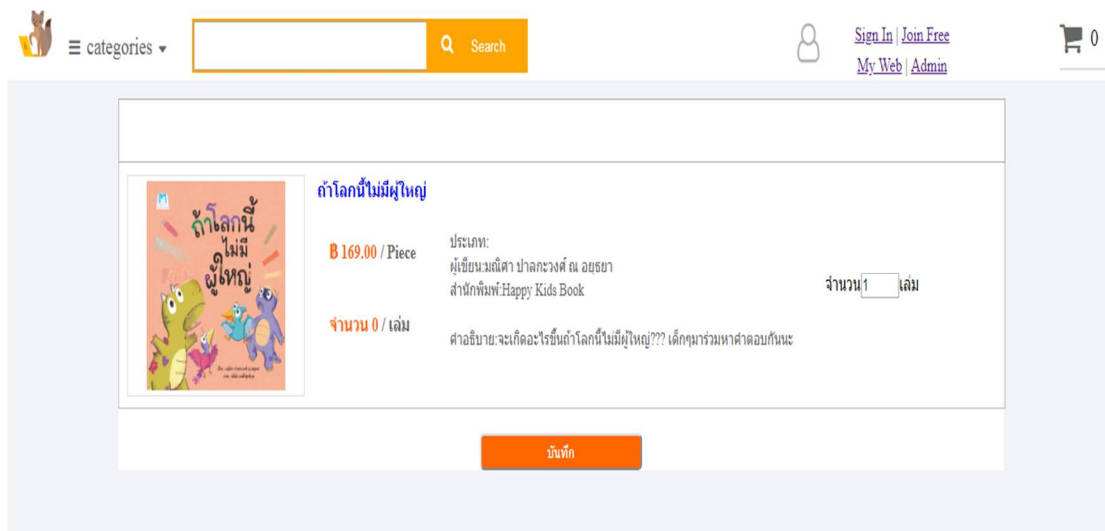 ≡ categories
Search
Sign In | Join Free
My Web | Admin
0
ถ้าโลกนี้ไม่มีผู้ใหญ่
ถ้าโลกนี้
ไม่มี
ผู้ใหญ่
฿ 169.00 / Piece
จำนวน 0 / เล่ม
ประเภท:
ผู้เขียน:มณิศา ปาลกะวงศ์ ณ อยุธยา
สำนักพิมพ์:Happy Kids Book
คำอธิบาย:จะเกิดอะไรขึ้นถ้าโลกนี้ไม่มีผู้ใหญ่??? เด็กๆมาร่วมหาคำตอบกันนะ
จำนวน 1 เล่ม
บันทึก